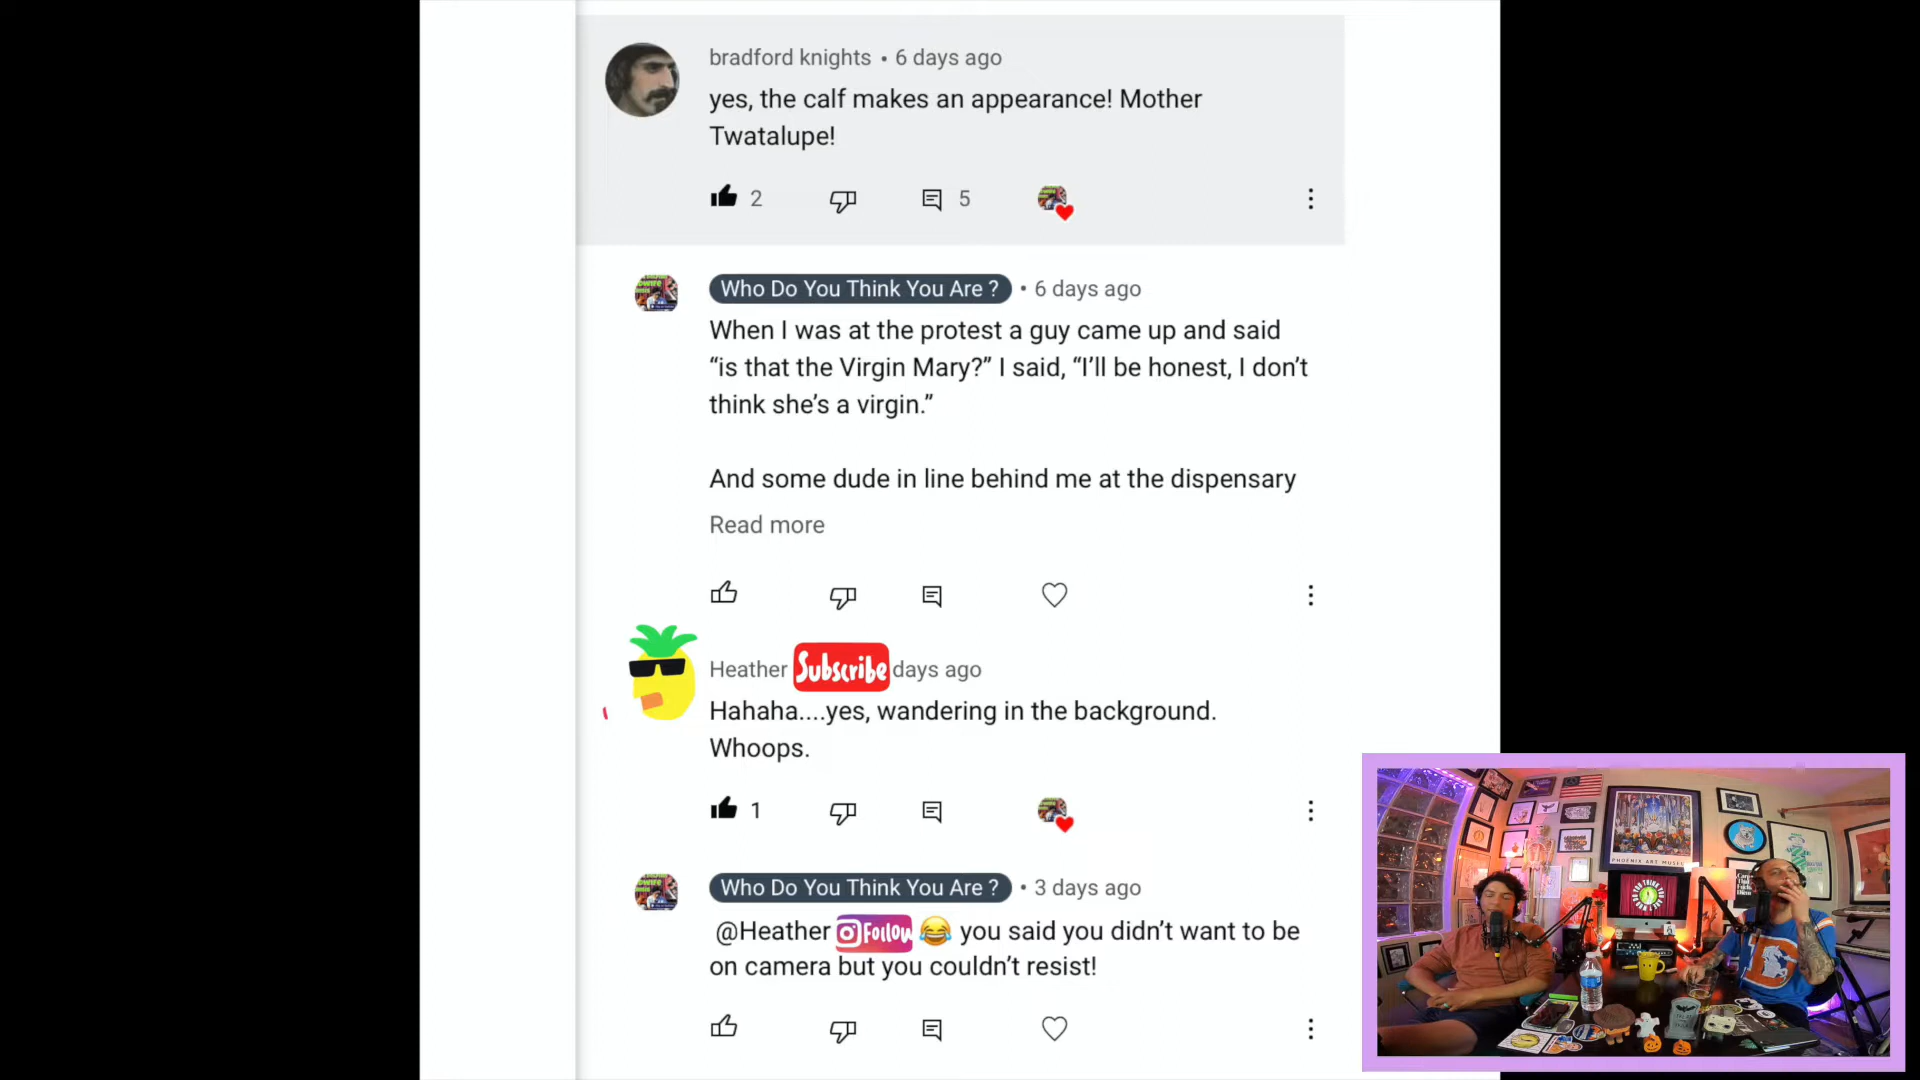 bradford knights • 6 days ago
yes, the calf makes an appearance! Mother
Twatalupe!
2
5
Who Do You Think You Are ? • 6 days ago
When I was at the protest a guy came up and said
“is that the Virgin Mary?” I said, “I’ll be honest, I don’t
think she’s a virgin.”
And some dude in line behind me at the dispensary
Read more
Heather Subscribe days ago
Hahaha....yes, wandering in the background.
Whoops.
1
Who Do You Think You Are ? • 3 days ago
@Heather Follow 😂 you said you didn’t want to be
on camera but you couldn’t resist!
PHOENIX ART MUSEUM